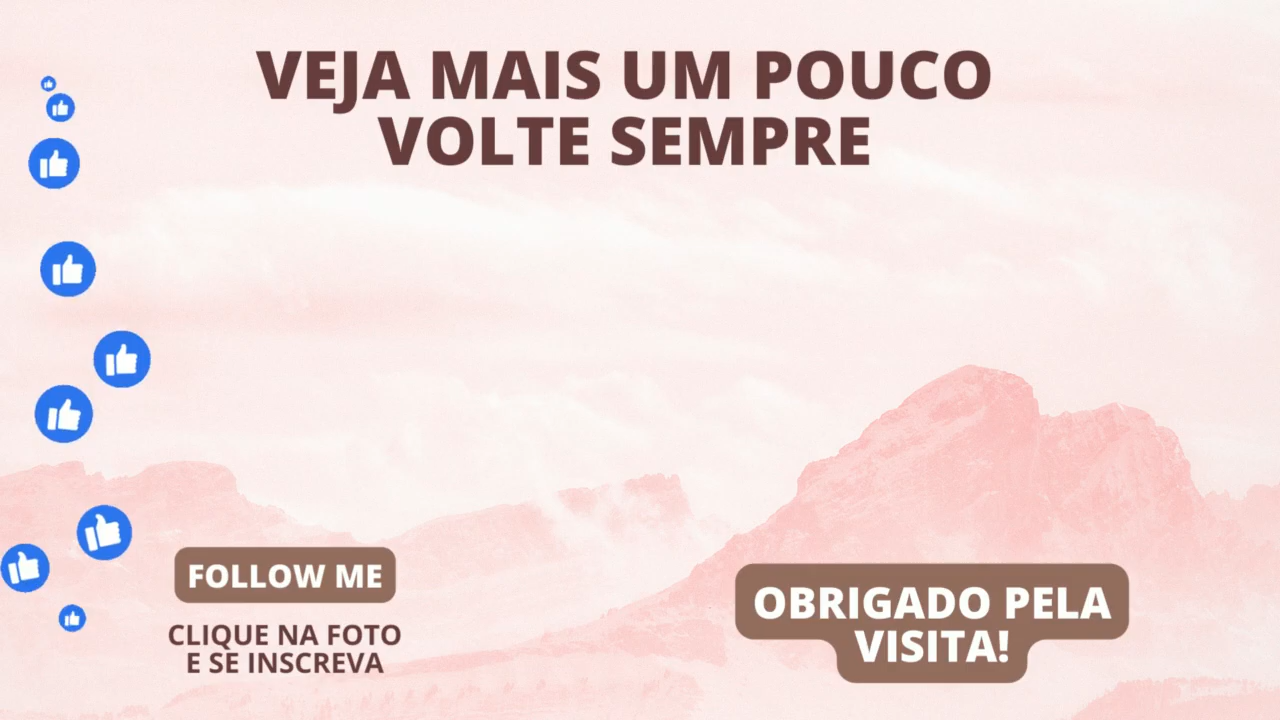 VEJA MAIS UM POUCO
VOLTE SEMPRE
FOLLOW ME
CLIQUE NA FOTO
E SE INSCREVA
OBRIGADO PELA
VISITA!